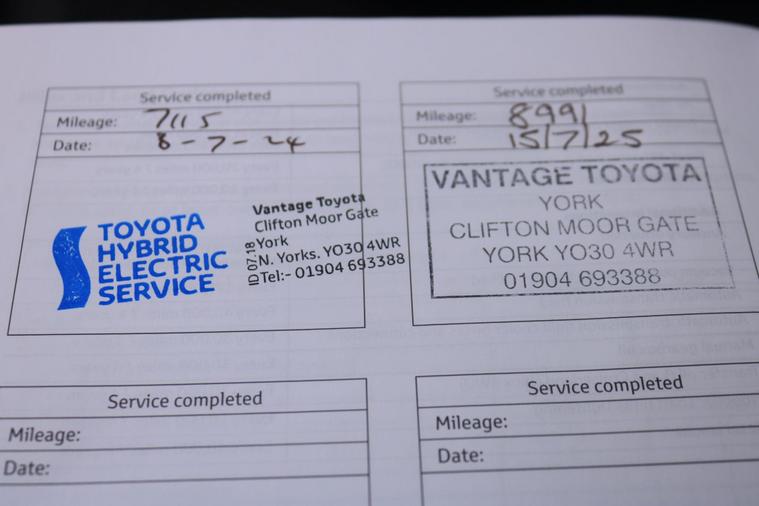 Service completed
Mileage: 7115
Date: 8-7-24
TOYOTA
HYBRID
ELECTRIC
SERVICE
Vantage Toyota
Clifton Moor Gate
York
N. Yorks. YO30 4WR
Tel:- 01904 693388
ID 07.18
Service completed
Mileage: 8991
Date: 15/7/25
VANTAGE TOYOTA
YORK
CLIFTON MOOR GATE
YORK YO30 4WR
01904 693388
Service completed
Mileage:
Date:
Service completed
Mileage:
Date: